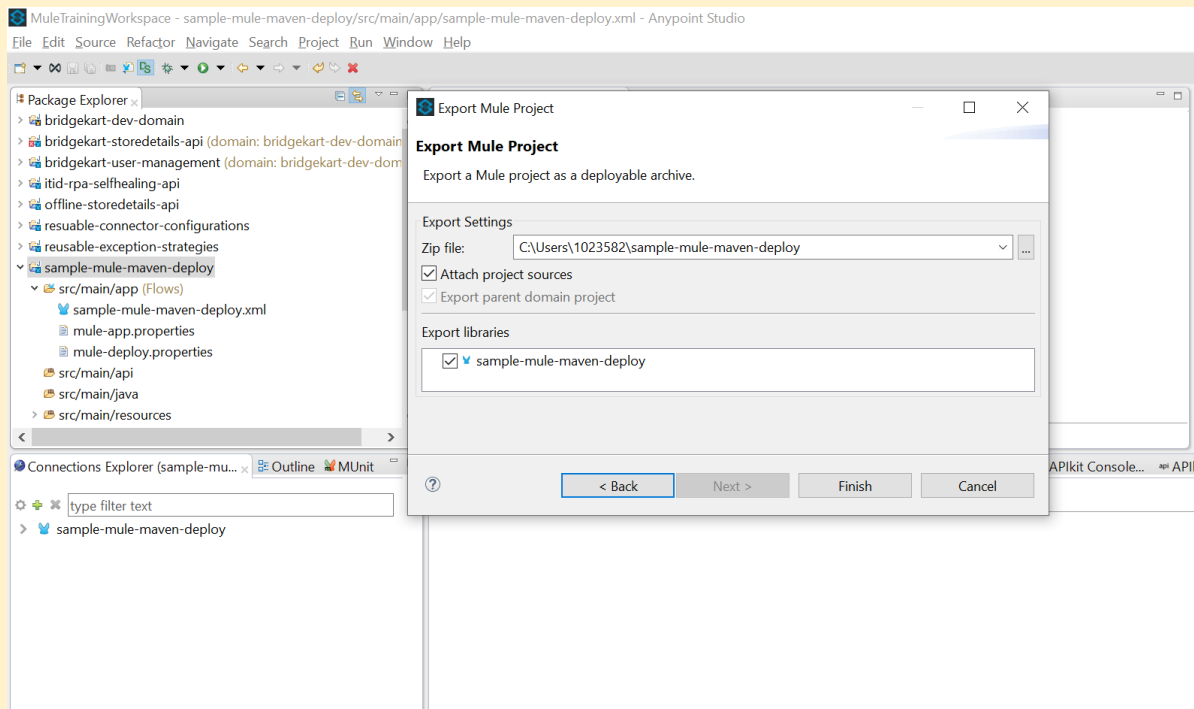 MuleTrainingWorkspace - sample-mule-maven-deploy/src/main/app/sample-mule-maven-deploy.xml - Anypoint Studio
File Edit Source Refactor Navigate Search Project Run Window Help
Package Explorer
bridgekart-dev-domain
bridgekart-storedetails-api (domain: bridgekart-dev-domain
bridgekart-user-management (domain: bridgekart-dev-dom
itid-rpa-selfhealing-api
offline-storedetails-api
resuable-connector-configurations
reusable-exception-strategies
sample-mule-maven-deploy
src/main/app (Flows)
sample-mule-maven-deploy.xml
mule-app.properties
mule-deploy.properties
src/main/api
src/main/java
src/main/resources
Export Mule Project
Export Mule Project
Export a Mule project as a deployable archive.
Export Settings
Zip file: C:\Users\1023582\sample-mule-maven-deploy ...
Attach project sources
Export parent domain project
Export libraries
sample-mule-maven-deploy
< Back Next > Finish Cancel
Connections Explorer (sample-mu... Outline MUnit
type filter text
sample-mule-maven-deploy
APIkit Console... api API